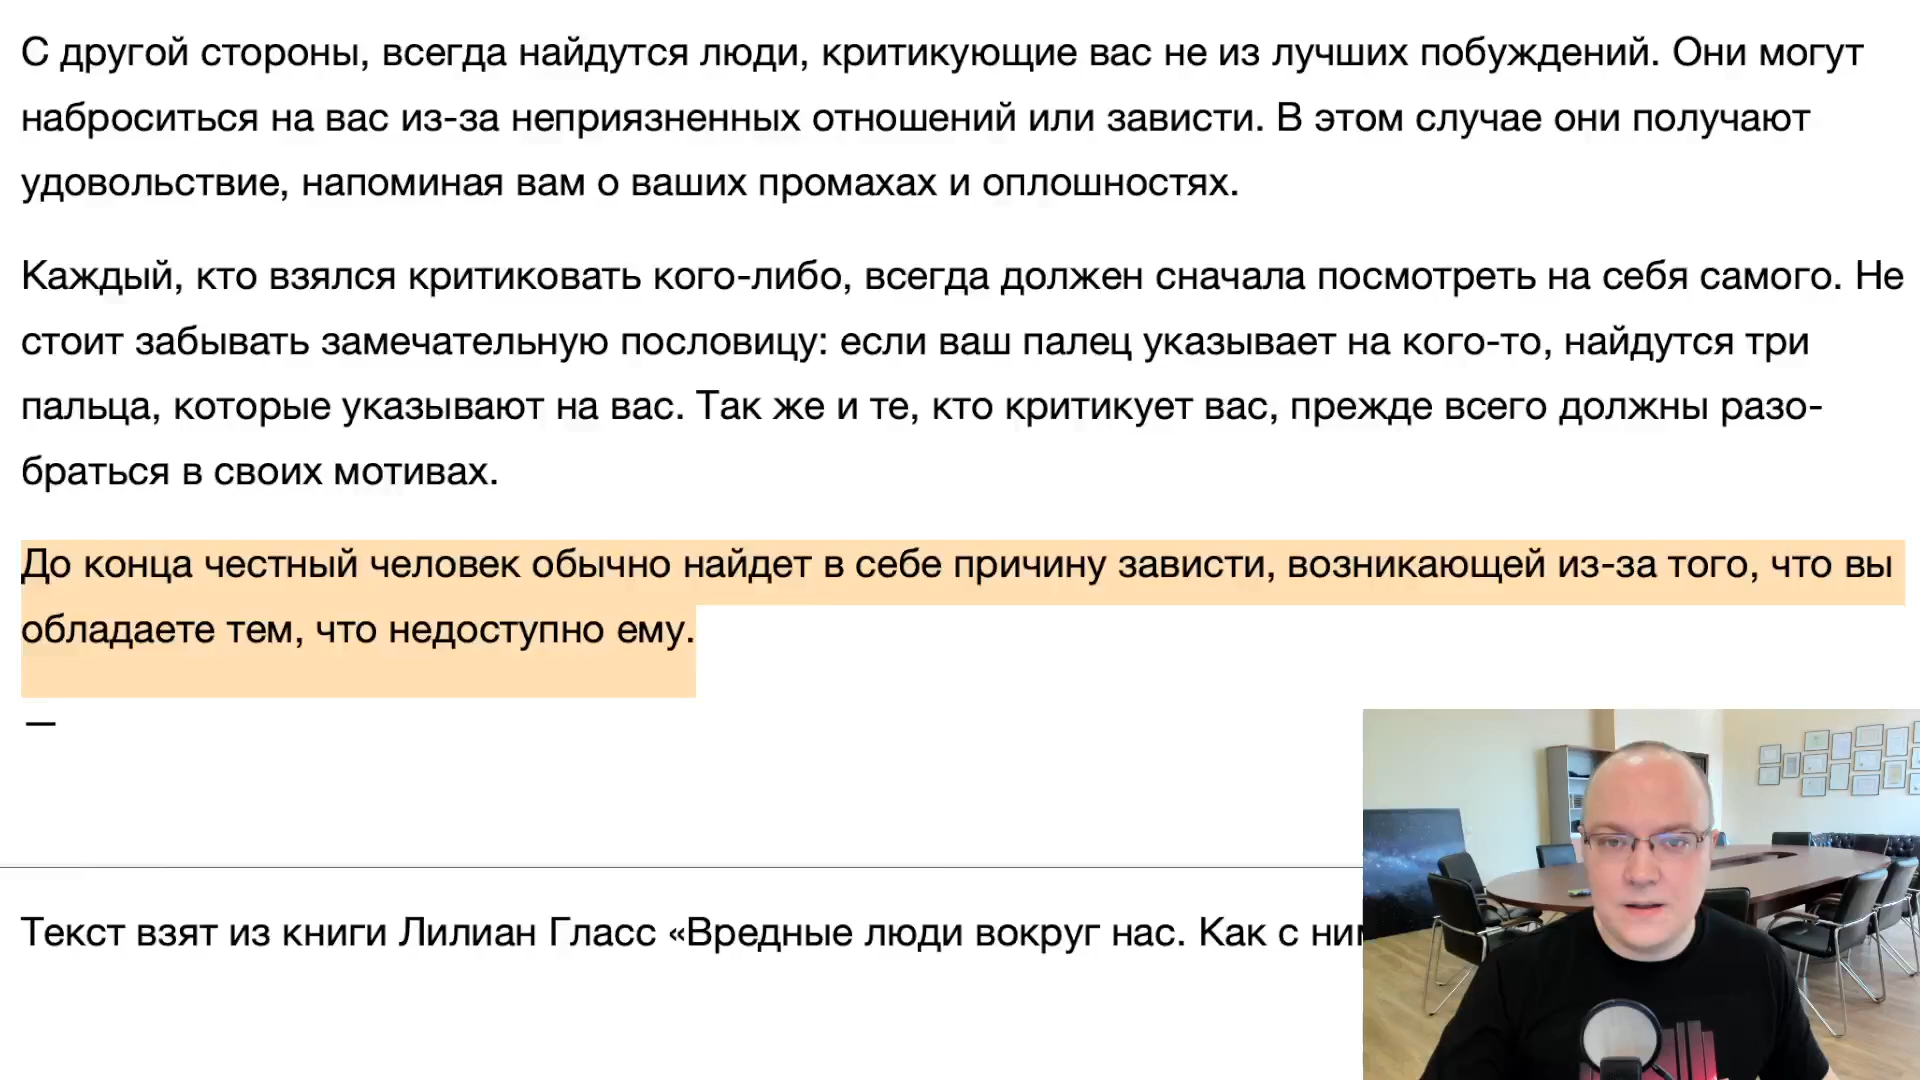 С другой стороны, всегда найдутся люди, критикующие вас не из лучших побуждений. Они могут
наброситься на вас из-за неприязненных отношений или зависти. В этом случае они получают
удовольствие, напоминая вам о ваших промахах и оплошностях.
Каждый, кто взялся критиковать кого-либо, всегда должен сначала посмотреть на себя самого. Не
стоит забывать замечательную пословицу: если ваш палец указывает на кого-то, найдутся три
пальца, которые указывают на вас. Так же и те, кто критикует вас, прежде всего должны разо-
браться в своих мотивах.
До конца честный человек обычно найдет в себе причину зависти, возникающей из-за того, что вы
обладаете тем, что недоступно ему.
—
Текст взят из книги Лилиан Гласс «Вредные люди вокруг нас. Как с